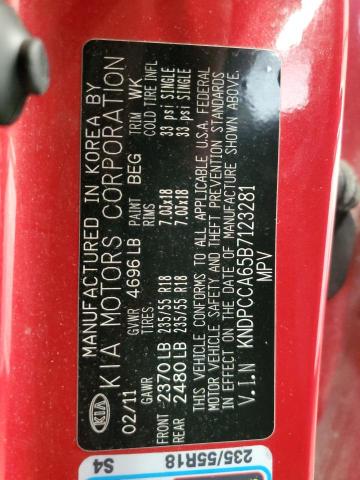 MANUFACTURED IN KOREA BY
KIA KIA MOTORS CORPORATION
02/11 GVWR 4696 LB PAINT BEG TRIM WK
GAWR TIRES RIMS COLD TIRE INFL
FRONT 2370 LB 235/55 R18 7.0JX18 33 psi SINGLE
REAR 2480 LB 235/55 R18 7.0JX18 33 psi SINGLE
THIS VEHICLE CONFORMS TO ALL APPLICABLE U.S.A. FEDERAL
MOTOR VEHICLE SAFETY AND THEFT PREVENTION STANDARDS
IN EFFECT ON THE DATE OF MANUFACTURE SHOWN ABOVE.
V.I.N KNDPCCA65B7123281
MPV
235/55R18 S4